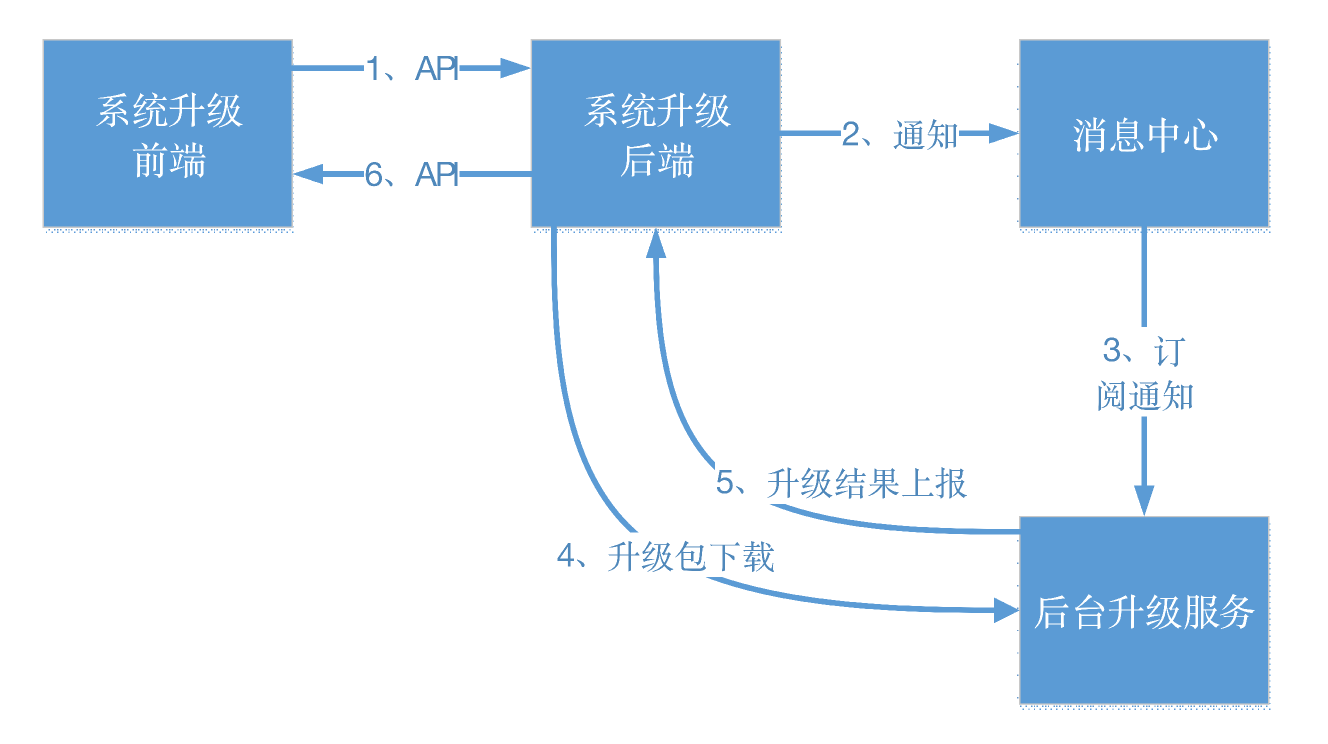 系统升级
前端
1、API
6、API
系统升级
后端
2、通知
消息中心
3、订
阅通知
5、升级结果上报
4、升级包下载
后台升级服务